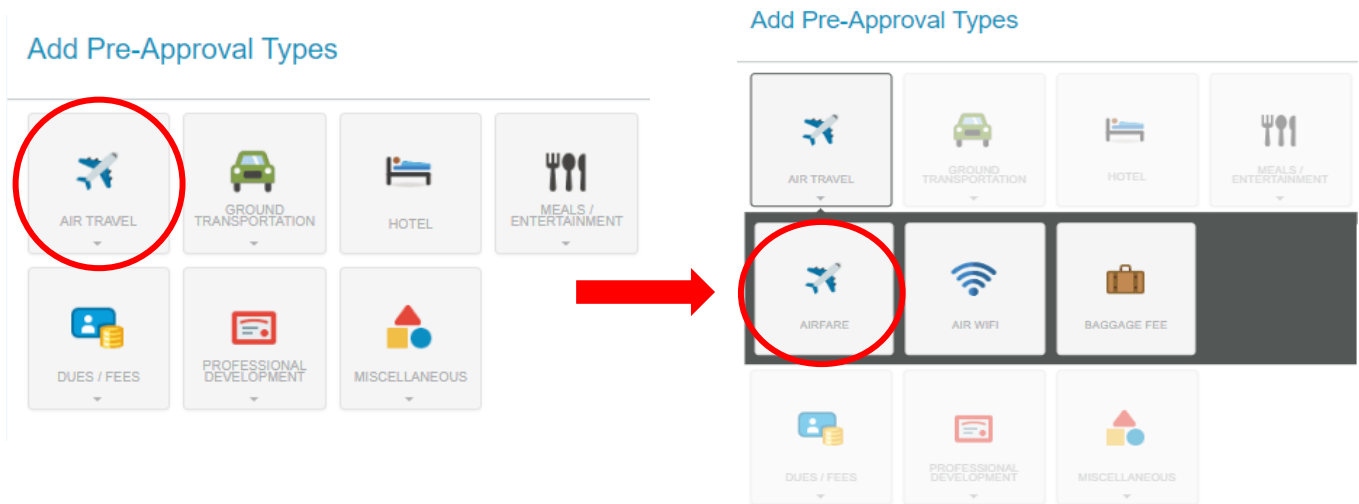 Add Pre-Approval Types
AIR TRAVEL
GROUND
TRANSPORTATION
HOTEL
MEALS /
ENTERTAINMENT
DUES / FEES
PROFESSIONAL
DEVELOPMENT
MISCELLANEOUS
Add Pre-Approval Types
AIR TRAVEL
GROUND
TRANSPORTATION
HOTEL
MEALS /
ENTERTAINMENT
AIRFARE
AIR WIFI
BAGGAGE FEE
DUES / FEES
PROFESSIONAL
DEVELOPMENT
MISCELLANEOUS